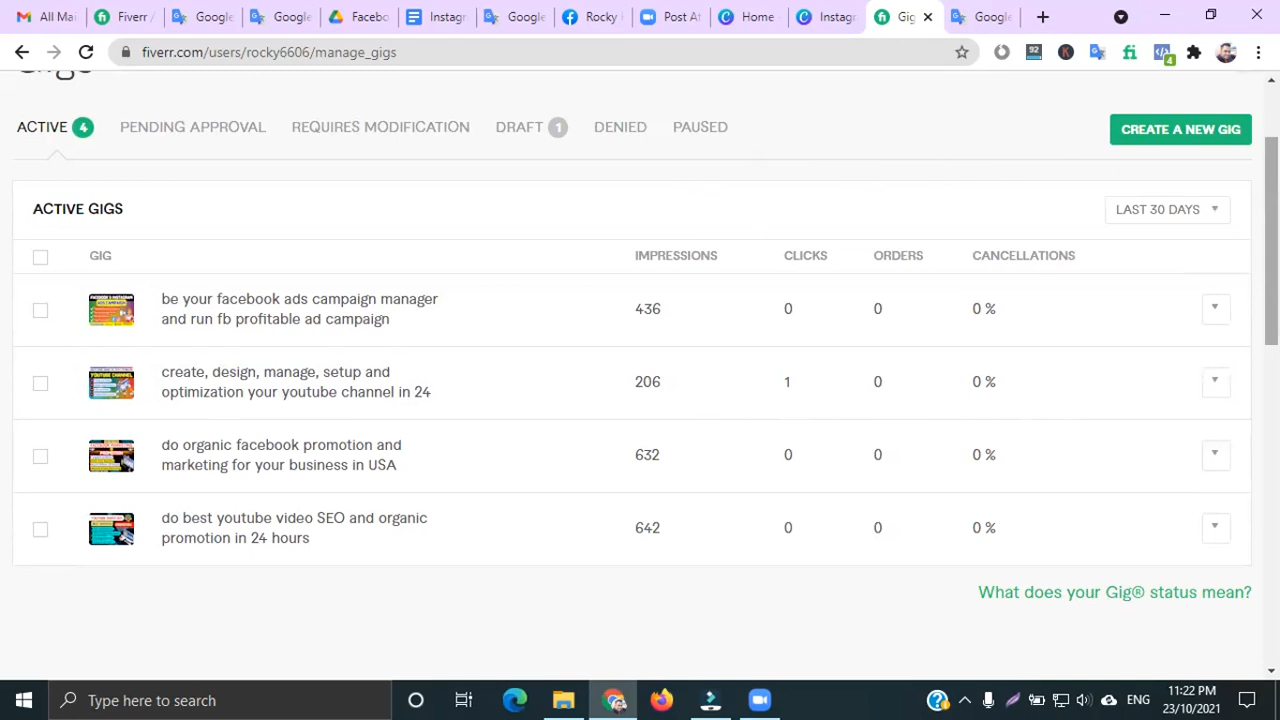 All Mai
Fiverr /
Google
Google
Facebo
Instag
Google
Rocky
Post At
Home -
Instag
Gig
Google
fiverr.com/users/rocky6606/manage_gigs
92
4
ACTIVE 4
PENDING APPROVAL
REQUIRES MODIFICATION
DRAFT 1
DENIED
PAUSED
CREATE A NEW GIG
ACTIVE GIGS
LAST 30 DAYS
GIG IMPRESSIONS CLICKS ORDERS CANCELLATIONS
be your facebook ads campaign manager
and run fb profitable ad campaign
436 0 0 0 %
create, design, manage, setup and
optimization your youtube channel in 24
206 1 0 0 %
do organic facebook promotion and
marketing for your business in USA
632 0 0 0 %
do best youtube video SEO and organic
promotion in 24 hours
642 0 0 0 %
What does your Gig® status mean?
Type here to search
ENG
11:22 PM
23/10/2021